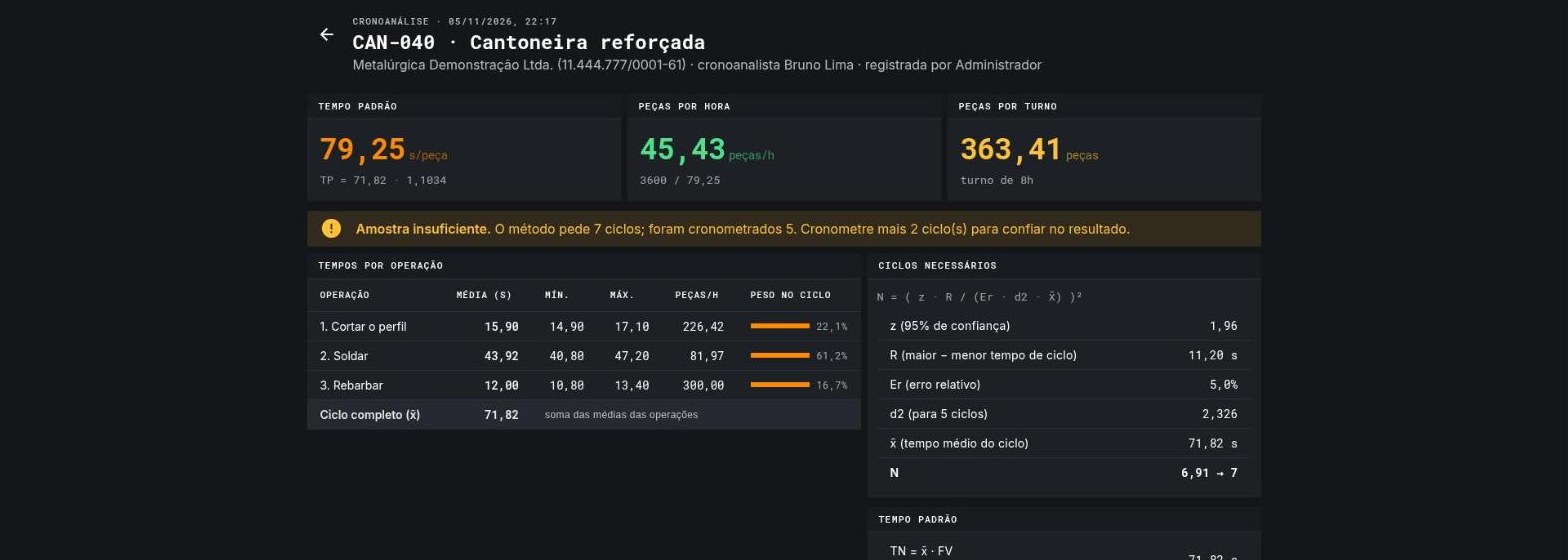 CRONOANÁLISE · 05/11/2026, 22:17
CAN-040 · Cantoneira reforçada
Metalúrgica Demonstração Ltda. (11.444.777/0001-61) · cronoanalista Bruno Lima · registrada por Administrador
TEMPO PADRÃO
79,25 s/peça
TP = 71,82 · 1,1034
PEÇAS POR HORA
45,43 peças/h
3600 / 79,25
PEÇAS POR TURNO
363,41 peças
turno de 8h
Amostra insuficiente. O método pede 7 ciclos; foram cronometrados 5. Cronometre mais 2 ciclo(s) para confiar no resultado.
TEMPOS POR OPERAÇÃO
OPERAÇÃO MÉDIA (S) MÍN. MÁX. PEÇAS/H PESO NO CICLO
1. Cortar o perfil 15,90 14,90 17,10 226,42 22,1%
2. Soldar 43,92 40,80 47,20 81,97 61,2%
3. Rebarbar 12,00 10,80 13,40 300,00 16,7%
Ciclo completo (x̄) 71,82 soma das médias das operações
CICLOS NECESSÁRIOS
N = ( z · R / (Er · d2 · x̄) )²
z (95% de confiança) 1,96
R (maior − menor tempo de ciclo) 11,20 s
Er (erro relativo) 5,0%
d2 (para 5 ciclos) 2,326
x̄ (tempo médio do ciclo) 71,82 s
N 6,91 → 7
TEMPO PADRÃO
TN = x̄ · FV
71,82 s